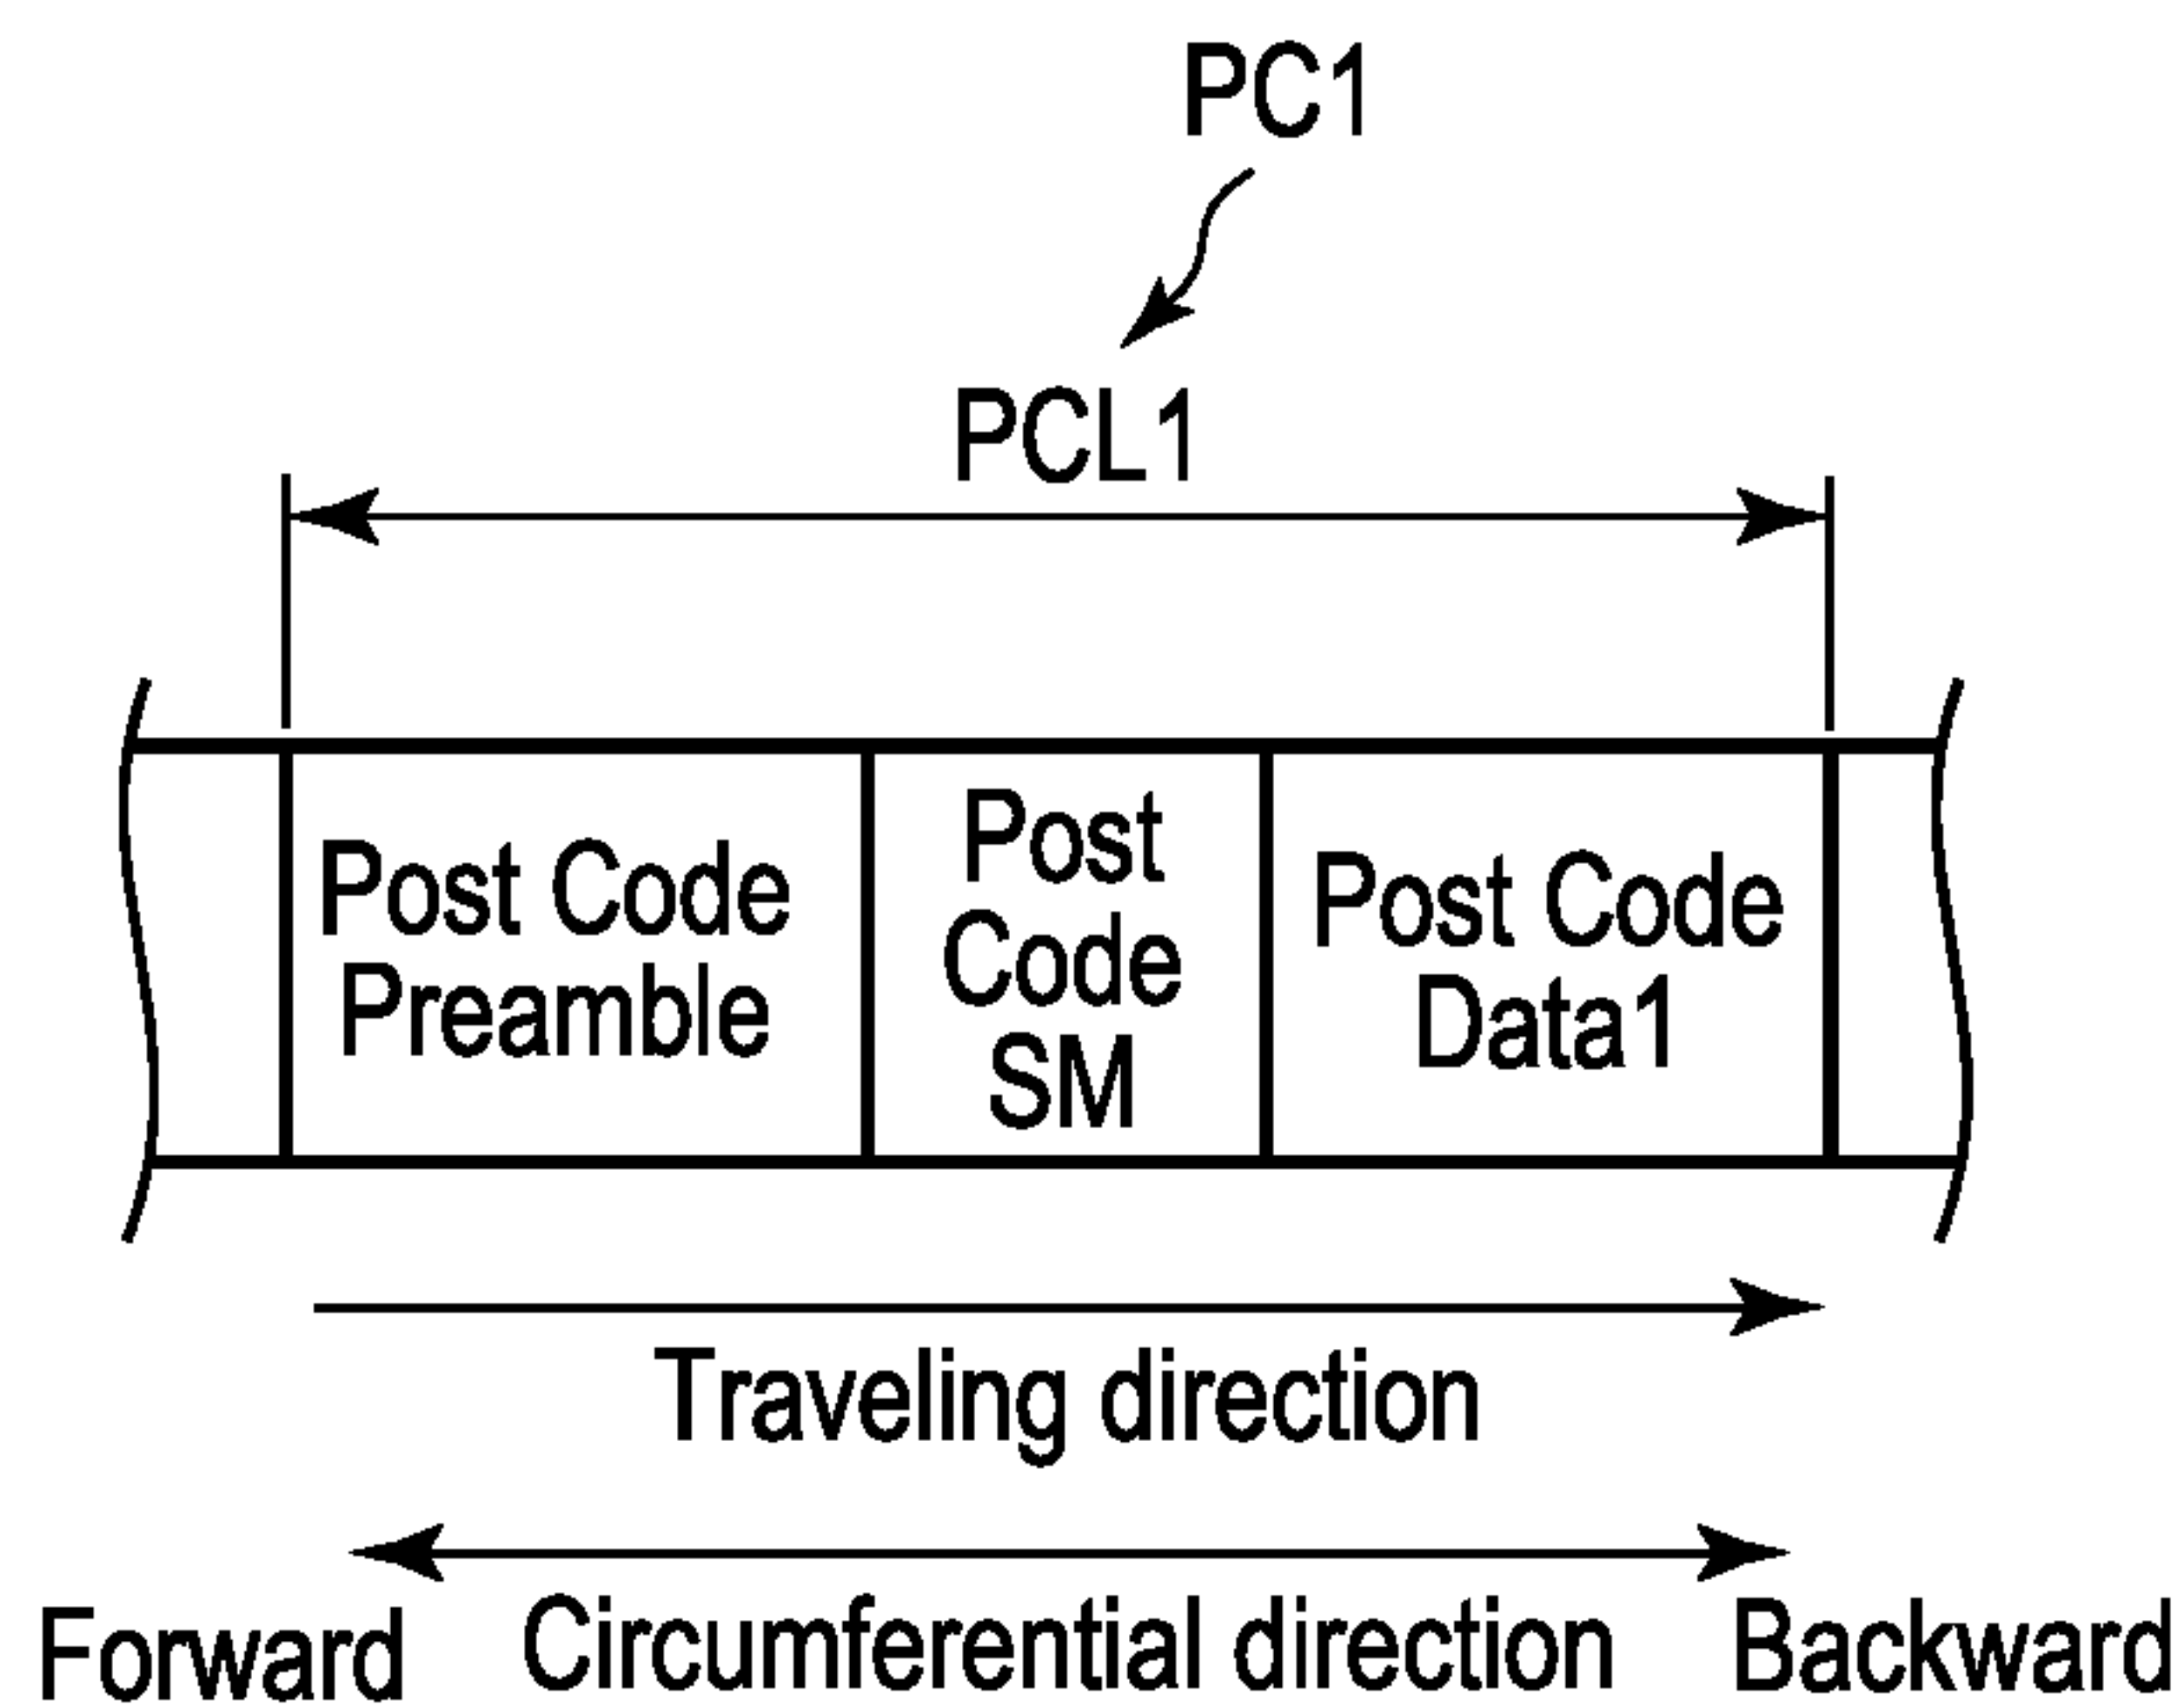 PC1
PCL1
Post Code
Preamble
Post
Code
SM
Post Code
Data1
Traveling direction
Forward
Circumferential direction
Backward